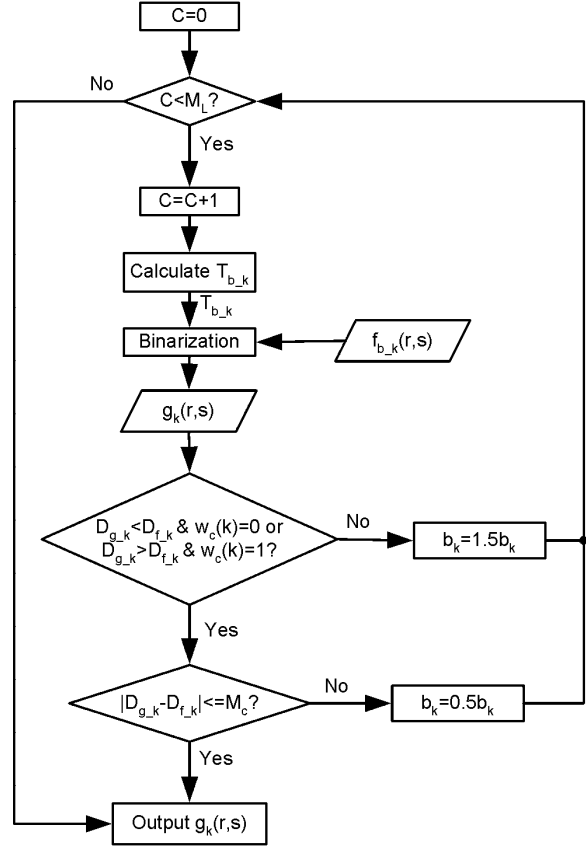 C=0
No
C<M_L?
Yes
C=C+1
Calculate T_b_k
T_b_k
Binarization
f_b_k(r,s)
g_k(r,s)
D_g_k<D_f_k & w_c(k)=0 or
D_g_k>D_f_k & w_c(k)=1?
No
b_k=1.5b_k
Yes
|D_g_k-D_f_k|<=M_c?
No
b_k=0.5b_k
Yes
Output g_k(r,s)